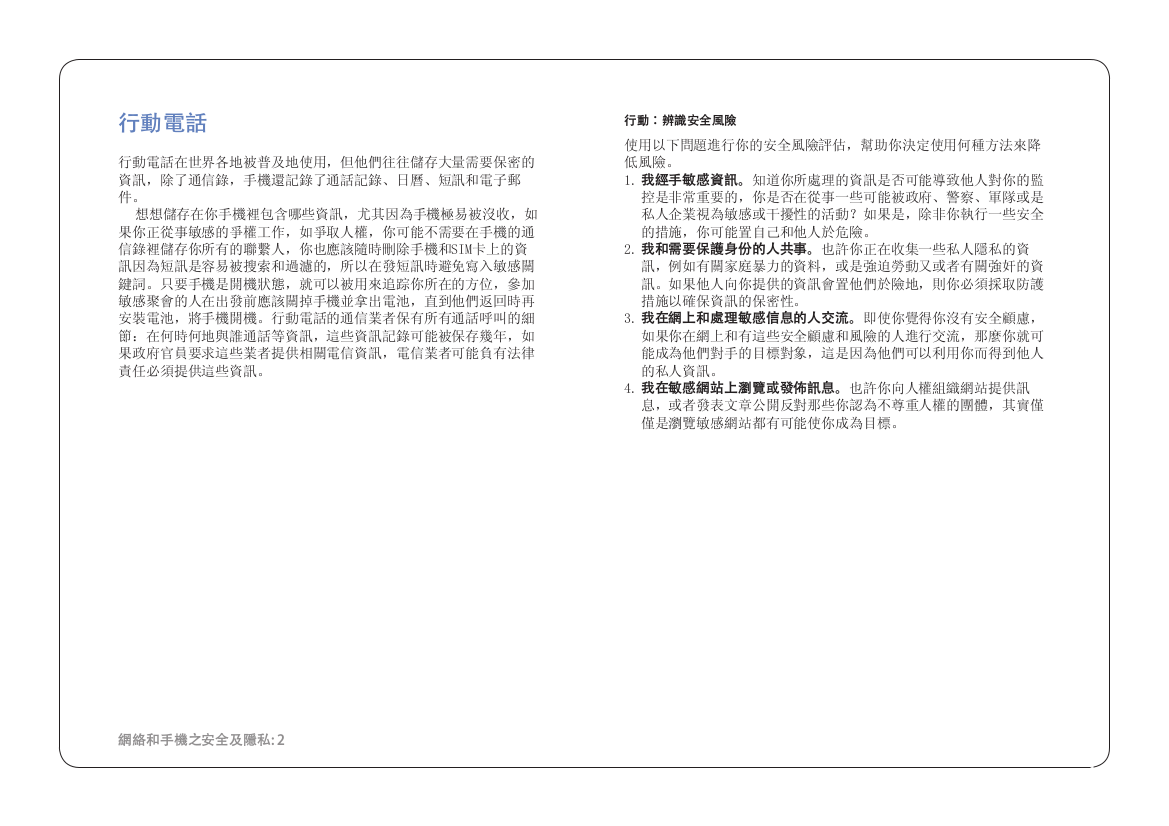 行動電話
行動電話在世界各地被普及地使用，但他們往往儲存大量需要保密的
資訊，除了通信錄，手機還記錄了通話記錄、日曆、短訊和電子郵
件。
想想儲存在你手機裡包含哪些資訊，尤其因為手機極易被沒收，如
果你正從事敏感的爭權工作，如爭取人權，你可能不需要在手機的通
信錄裡儲存你所有的聯繫人，你也應該隨時刪除手機和SIM卡上的資
訊因為短訊是容易被搜索和過濾的，所以在發短訊時避免寫入敏感關
鍵詞。只要手機是開機狀態，就可以被用來追踪你所在的方位，參加
敏感聚會的人在出發前應該關掉手機並拿出電池，直到他們返回時再
安裝電池，將手機開機。行動電話的通信業者保有所有通話呼叫的細
節：在何時何地與誰通話等資訊，這些資訊記錄可能被保存幾年，如
果政府官員要求這些業者提供相關電信資訊，電信業者可能負有法律
責任必須提供這些資訊。
行動：辨識安全風險
使用以下問題進行你的安全風險評估，幫助你決定使用何種方法來降
低風險。
1. 我經手敏感資訊。知道你所處理的資訊是否可能導致他人對你的監
控是非常重要的，你是否在從事一些可能被政府、警察、軍隊或是
私人企業視為敏感或干擾性的活動？如果是，除非你執行一些安全
的措施，你可能置自己和他人於危險。
2. 我和需要保護身份的人共事。也許你正在收集一些私人隱私的資
訊，例如有關家庭暴力的資料，或是強迫勞動又或者有關強奸的資
訊。如果他人向你提供的資訊會置他們於險地，則你必須採取防護
措施以確保資訊的保密性。
3. 我在網上和處理敏感信息的人交流。即使你覺得你沒有安全顧慮，
如果你在網上和有這些安全顧慮和風險的人進行交流，那麼你就可
能成為他們對手的目標對象，這是因為他們可以利用你而得到他人
的私人資訊。
4. 我在敏感網站上瀏覽或發佈訊息。也許你向人權組織網站提供訊
息，或者發表文章公開反對那些你認為不尊重人權的團體，其實僅
僅是瀏覽敏感網站都有可能使你成為目標。
網絡和手機之安全及隱私: 2